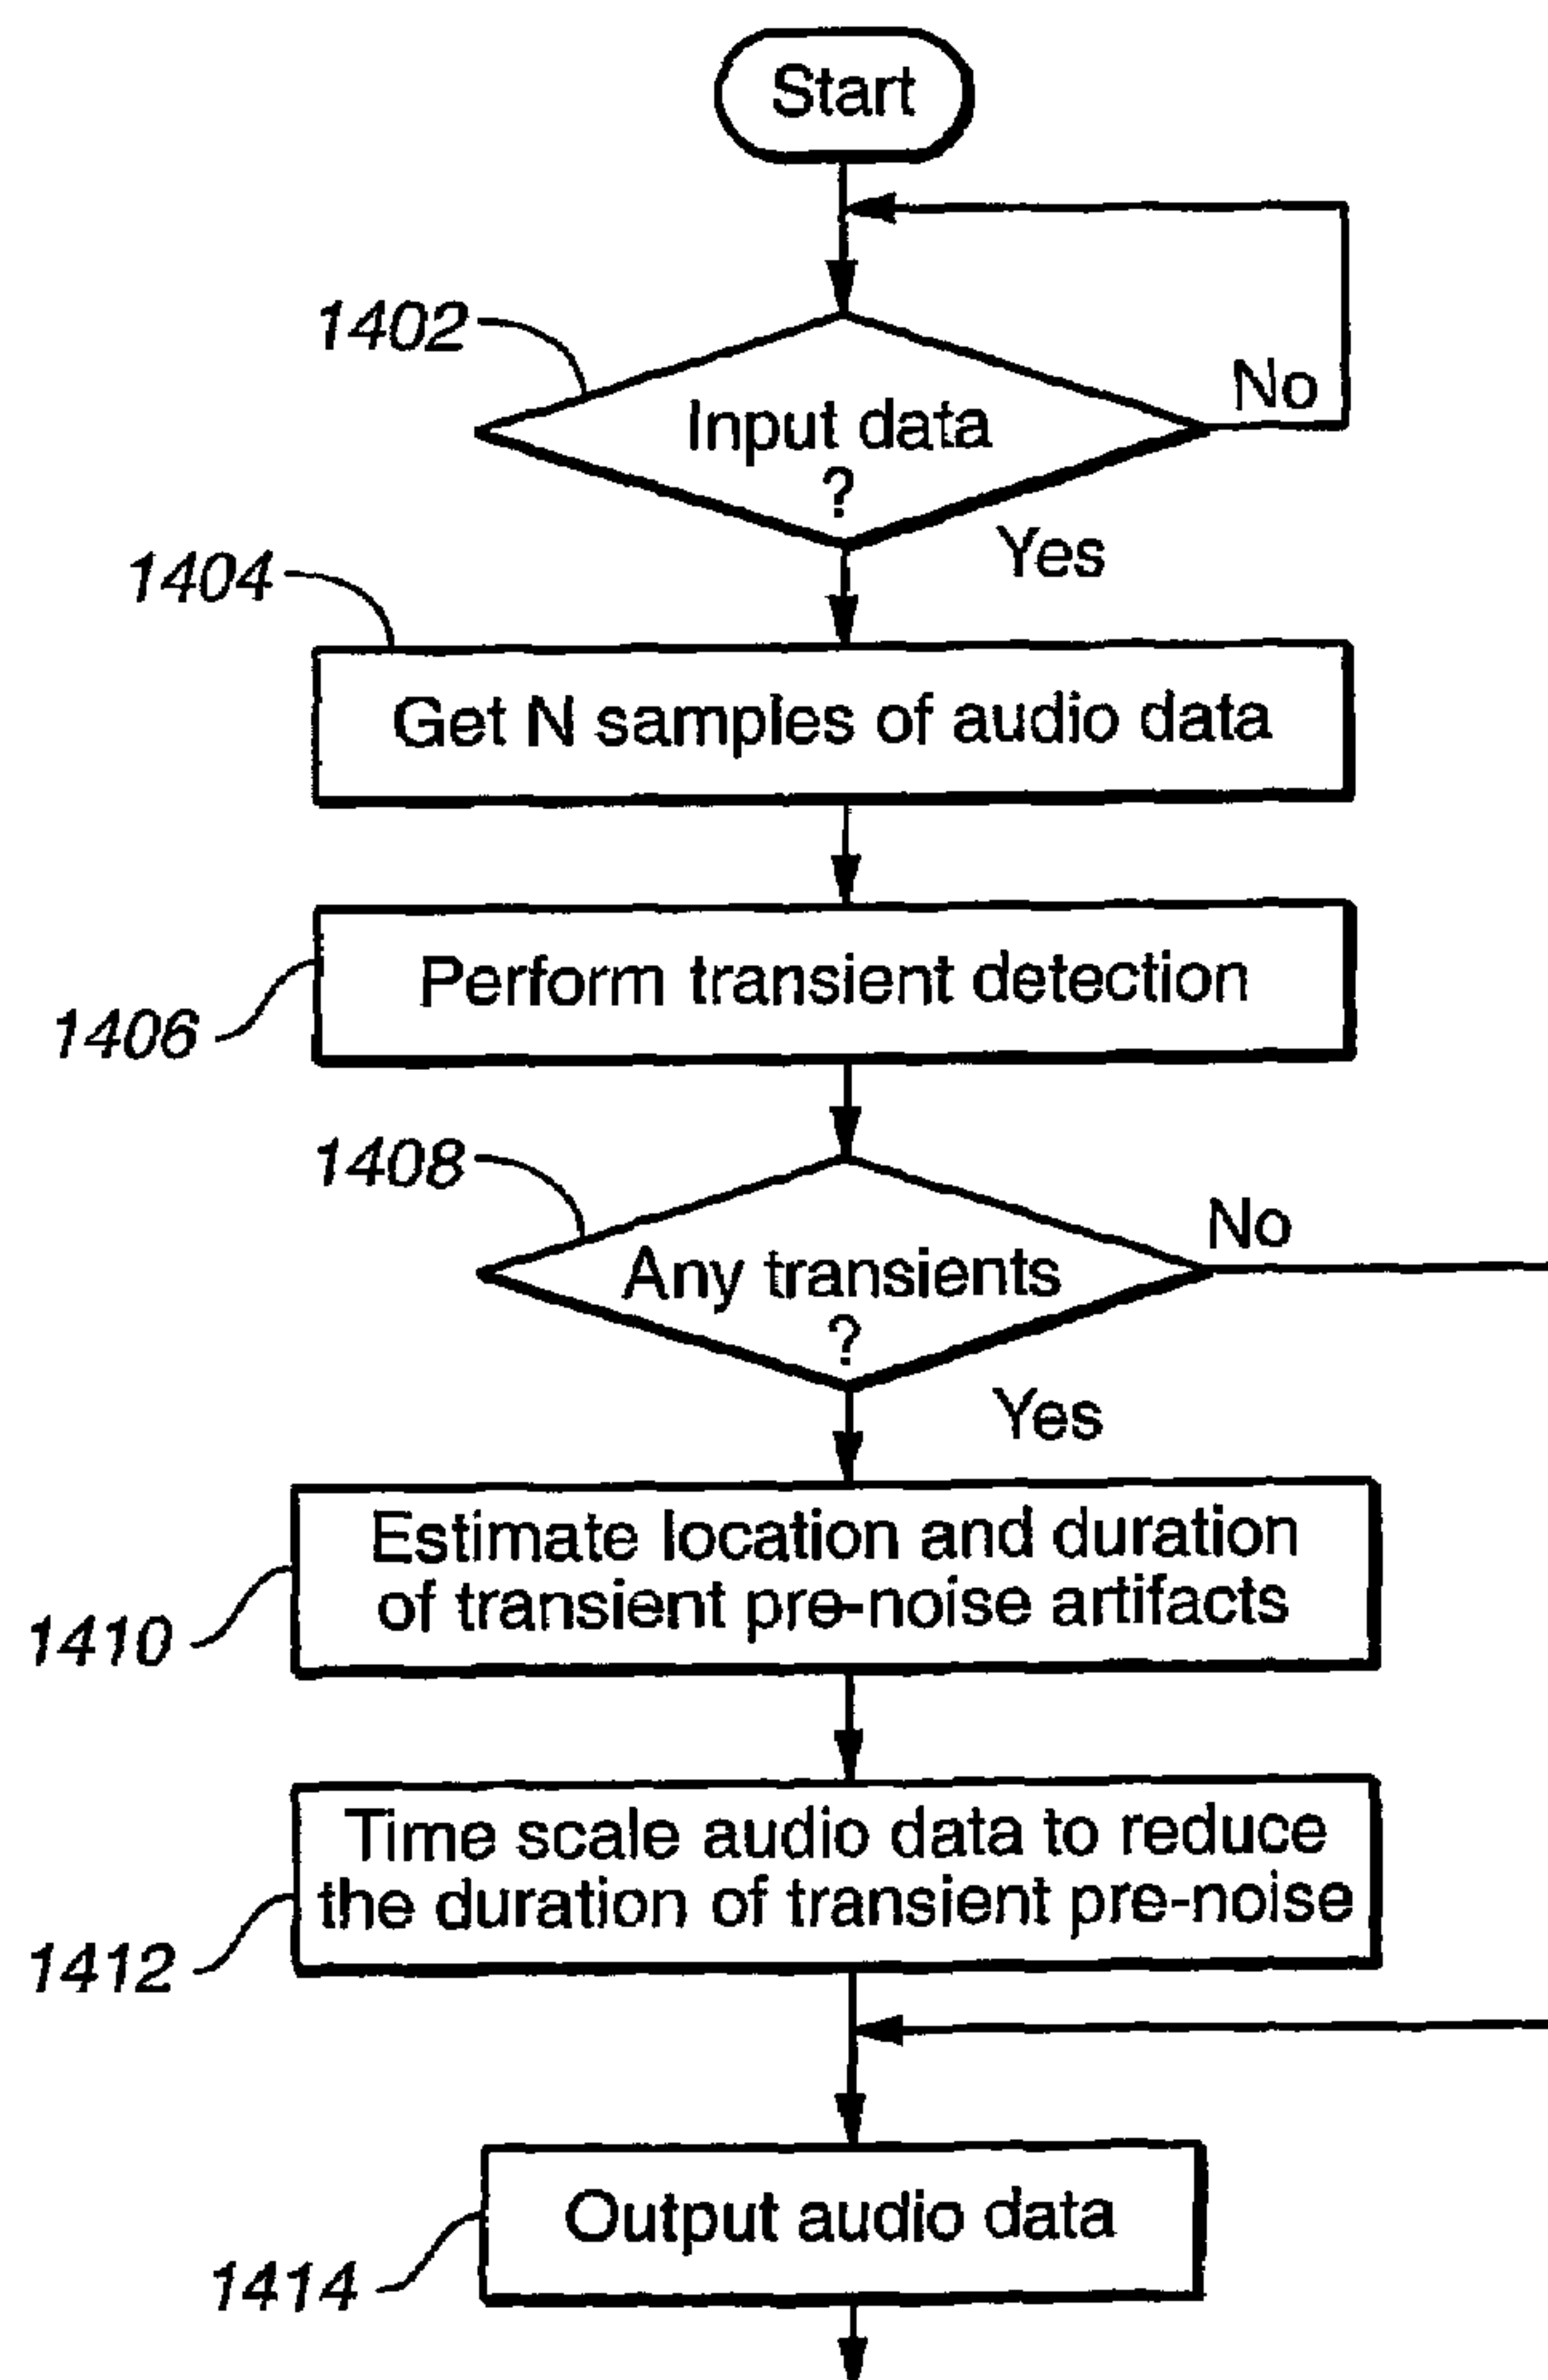 Start
1402
Input data
?
No
Yes
1404
Get N samples of audio data
Perform transient detection
1406
1408
Any transients
?
No
Yes
Estimate location and duration
of transient pre-noise artifacts
1410
Time scale audio data to reduce
the duration of transient pre-noise
1412
Output audio data
1414